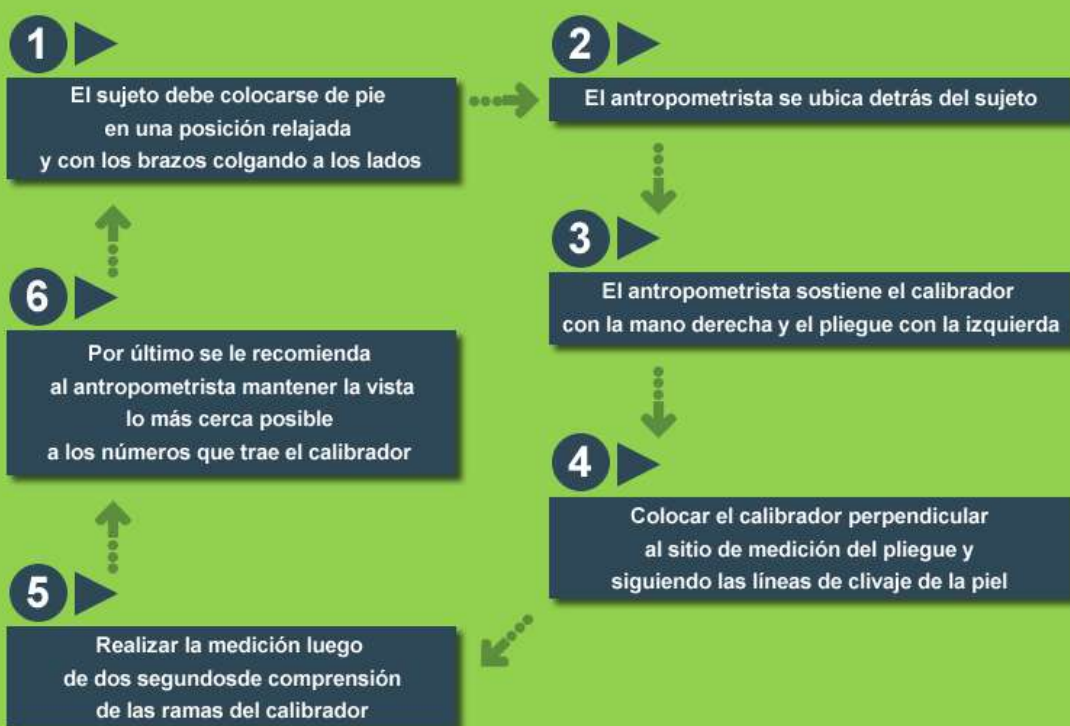 1
El sujeto debe colocarse de pie
en una posición relajada
y con los brazos colgando a los lados
2
El antropometrista se ubica detrás del sujeto
3
El antropometrista sostiene el calibrador
con la mano derecha y el pliegue con la izquierda
4
Colocar el calibrador perpendicular
al sitio de medición del pliegue y
siguiendo las líneas de clivaje de la piel
5
Realizar la medición luego
de dos segundosde comprensión
de las ramas del calibrador
6
Por último se le recomienda
al antropometrista mantener la vista
lo más cerca posible
a los números que trae el calibrador